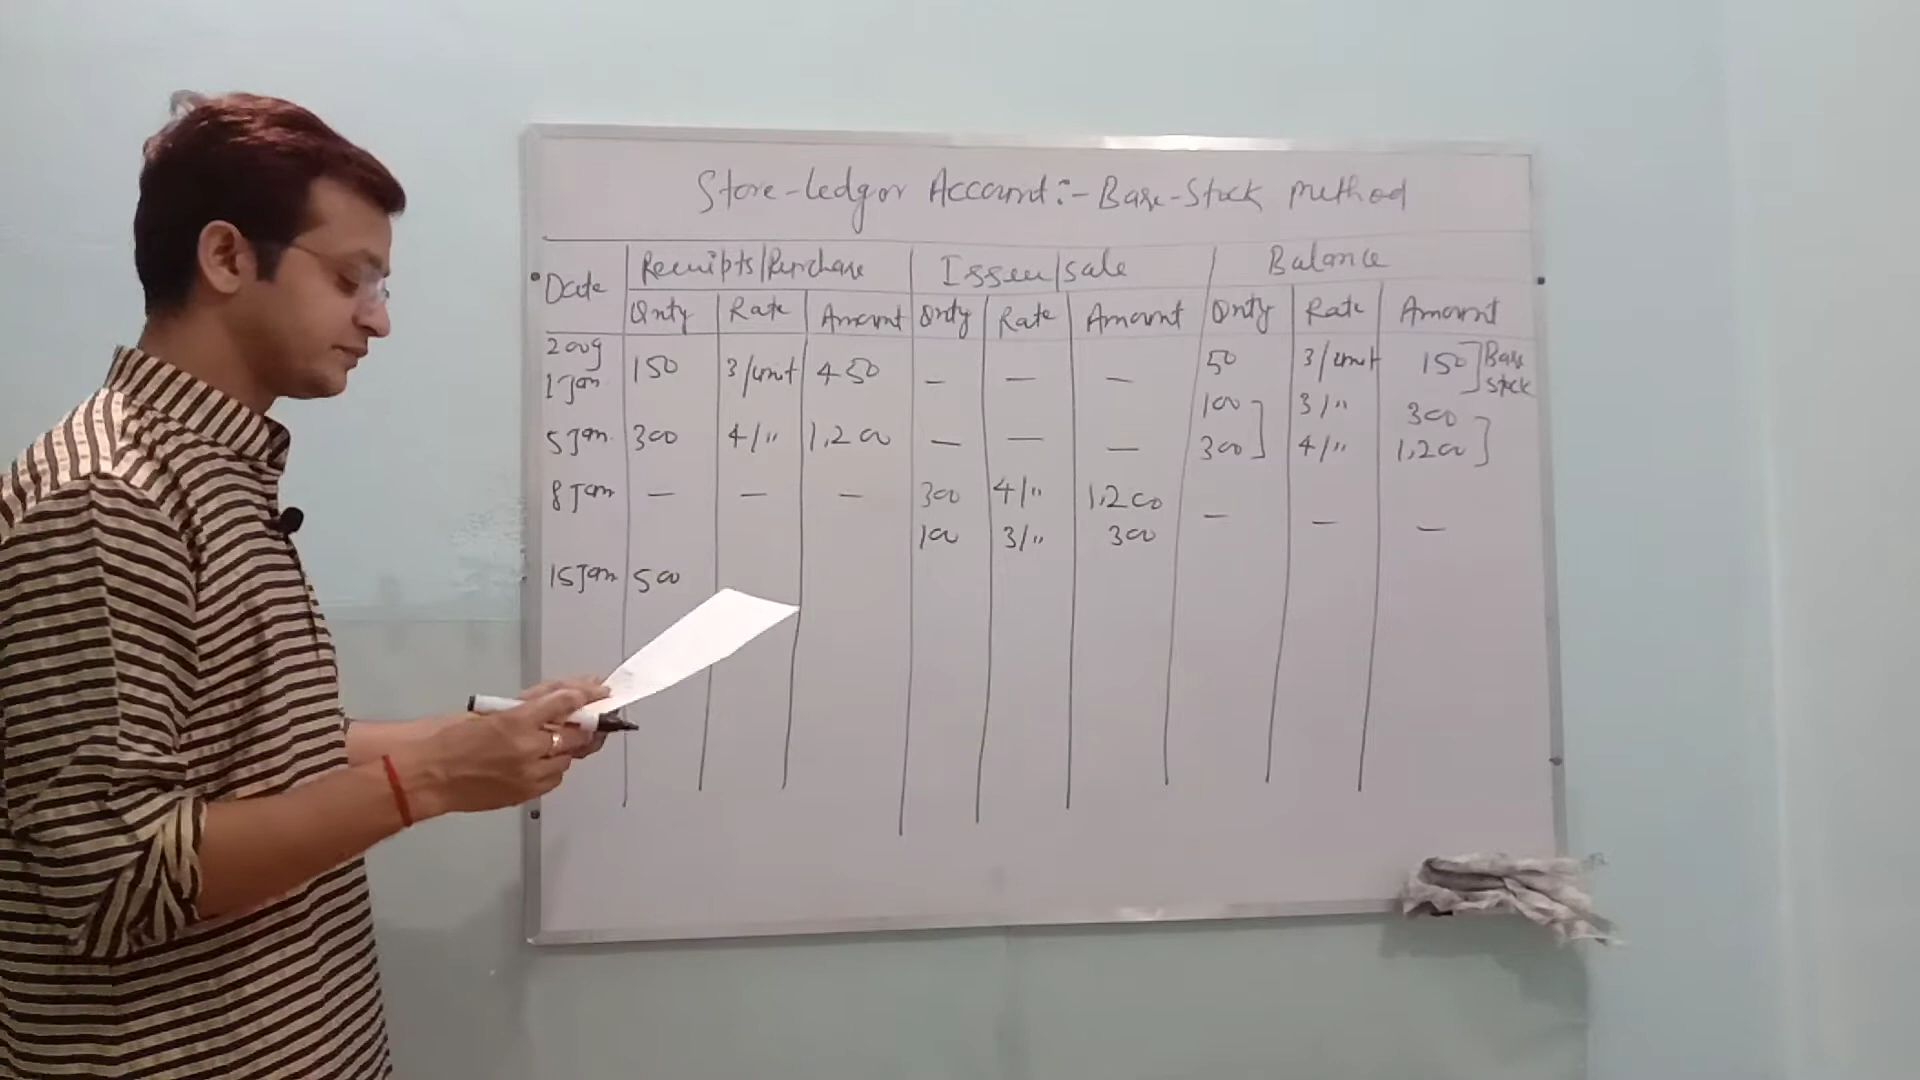 Store-Ledger Account:- Base-Stock method
Date Receipts/Purchase Issue/sale Balance
Qnty Rate Amount Qnty Rate Amount Qnty Rate Amount
2009
1 Jan 150 3/unit 450 — — — 50 3/unit 150 ] Base stock
100 3/" 300
5 Jan. 300 4/" 1,200 — — — 300 4/" 1,200
8 Jan — — — 300 4/" 1,200 — — —
100 3/" 300
15 Jan 500